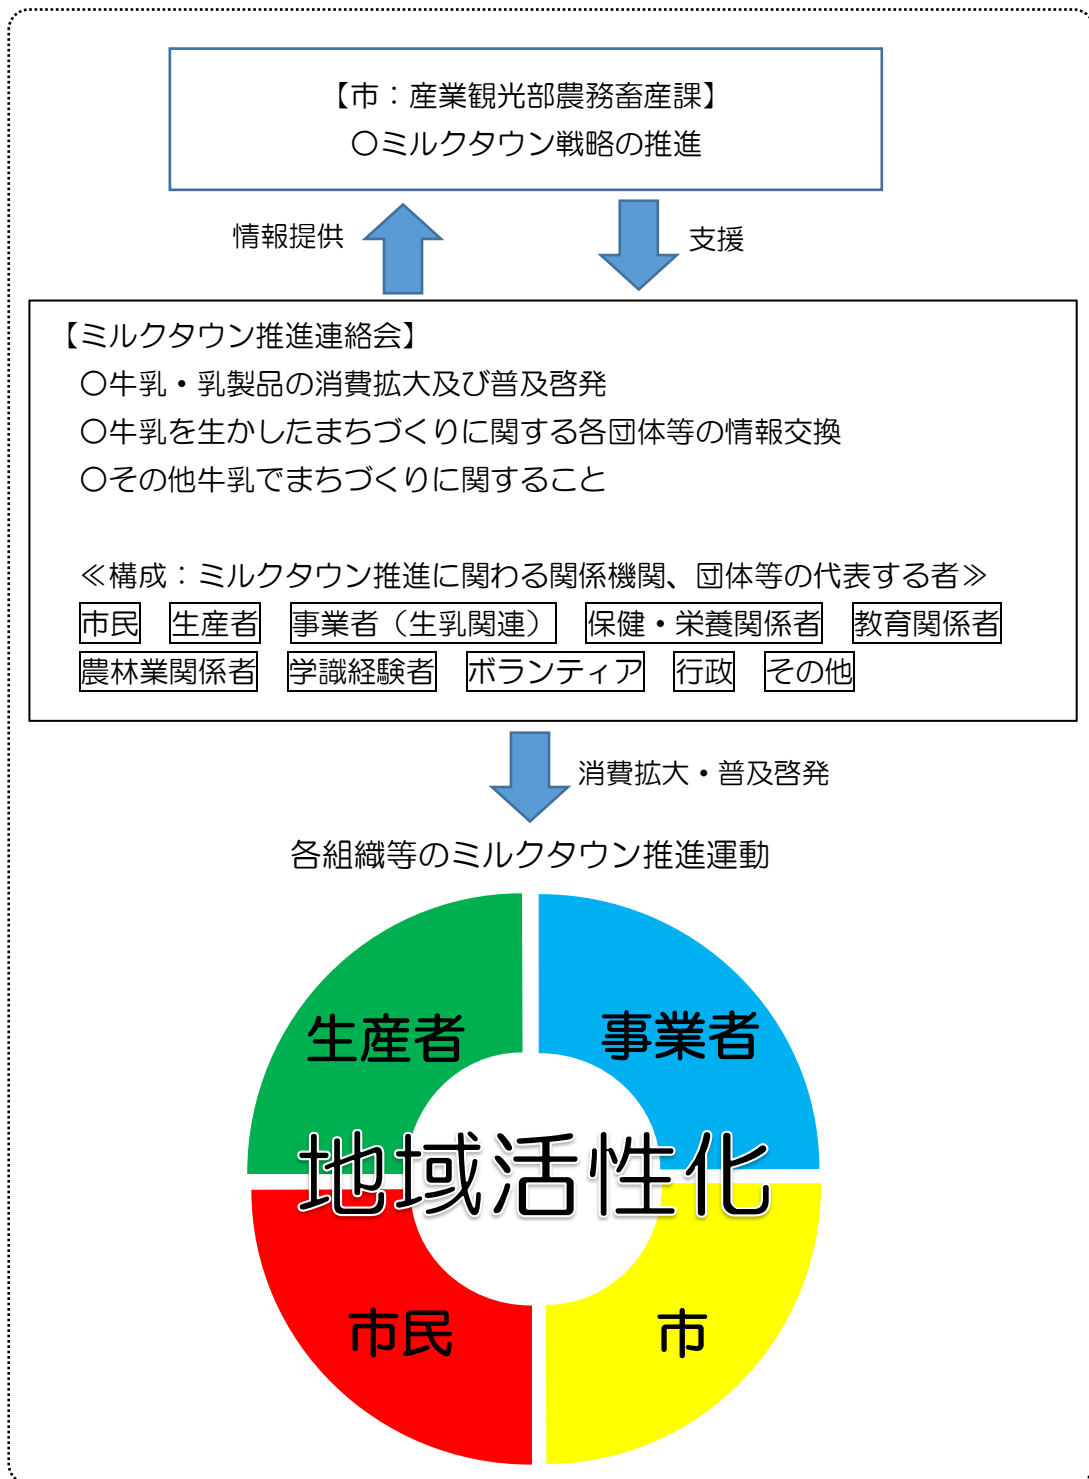 【市：産業観光部農務畜産課】
〇ミルクタウン戦略の推進
情報提供
支援
【ミルクタウン推進連絡会】
〇牛乳・乳製品の消費拡大及び普及啓発
〇牛乳を生かしたまちづくりに関する各団体等の情報交換
〇その他牛乳でまちづくりに関すること
≪構成：ミルクタウン推進に関わる関係機関、団体等の代表する者≫
市民 生産者 事業者（生乳関連） 保健・栄養関係者 教育関係者
農林業関係者 学識経験者 ボランティア 行政 その他
消費拡大・普及啓発
各組織等のミルクタウン推進運動
生産者 事業者
地域活性化
市民 市